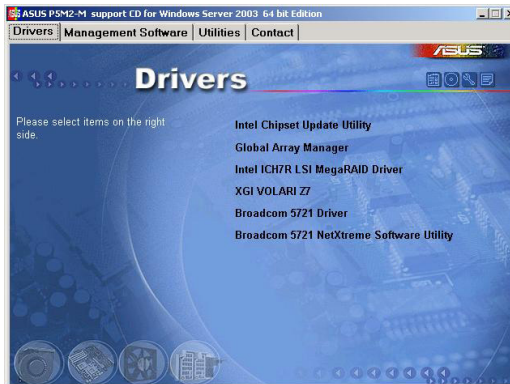 ASUS P5M2-M support CD for Windows Server 2003 64 bit Edition
Drivers Management Software Utilities Contact
ASUS
Drivers
Please select items on the right
side.
Intel Chipset Update Utility
Global Array Manager
Intel ICH7R LSI MegaRAID Driver
XGI VOLARI Z7
Broadcom 5721 Driver
Broadcom 5721 NetXtreme Software Utility